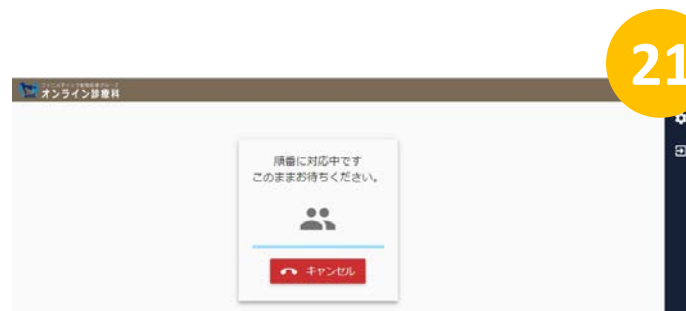 21
オンライン診療科
順番に対応中です
このままお待ちください。
キャンセル